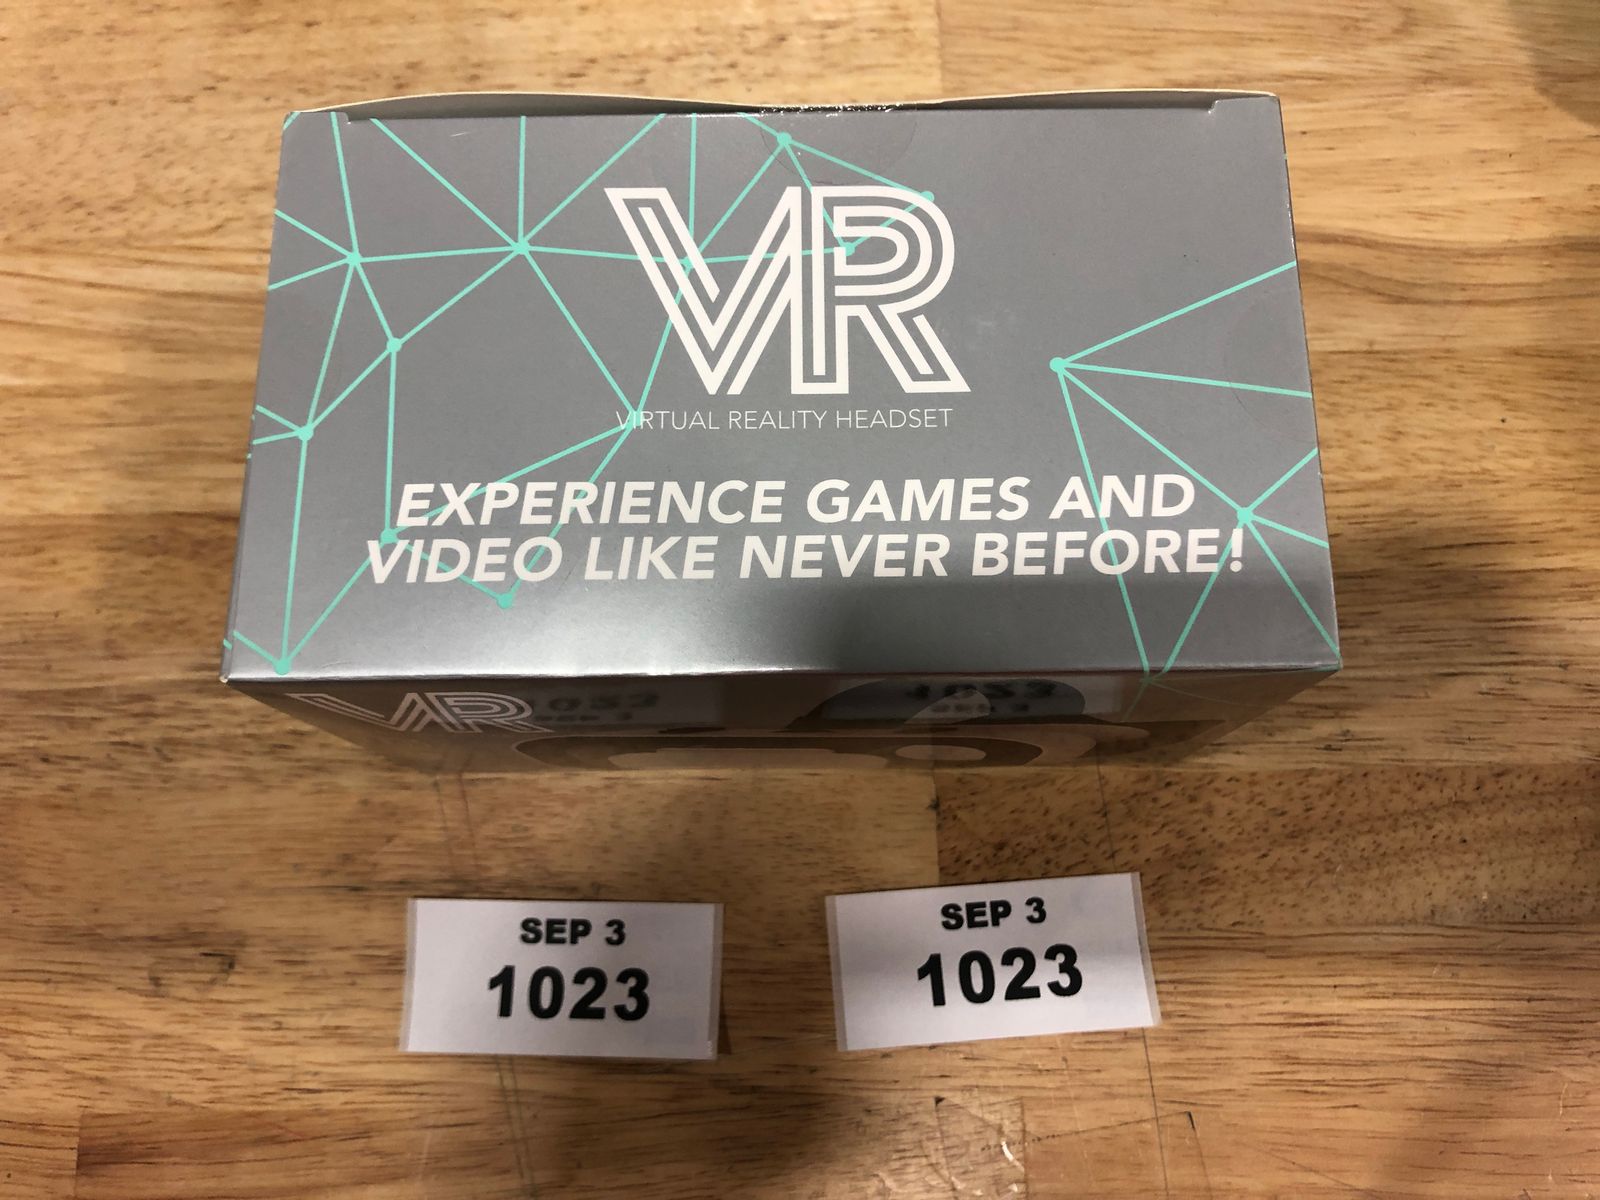 VR
VIRTUAL REALITY HEADSET
EXPERIENCE GAMES AND
VIDEO LIKE NEVER BEFORE!
VR
SEP 3
1023
SEP 3
1023